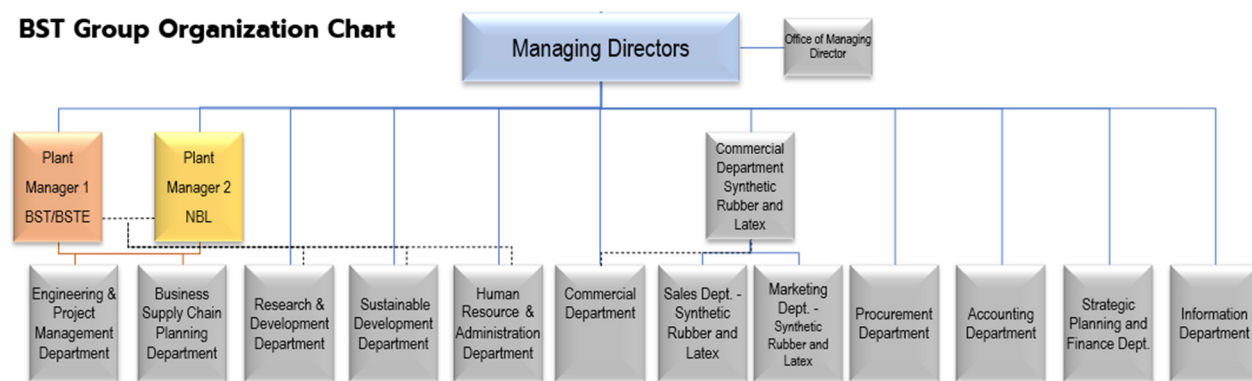 BST Group Organization Chart
Managing Directors
Office of Managing
Director
Plant
Manager 1
BST/BSTE
Plant
Manager 2
NBL
Commercial
Department
Synthetic
Rubber and
Latex
Engineering &
Project
Management
Department
Business
Supply Chain
Planning
Department
Research &
Development
Department
Sustainable
Development
Department
Human
Resource &
Administration
Department
Commercial
Department
Sales Dept. -
Synthetic
Rubber and
Latex
Marketing
Dept. -
Synthetic
Rubber and
Latex
Procurement
Department
Accounting
Department
Strategic
Planning and
Finance Dept.
Information
Department